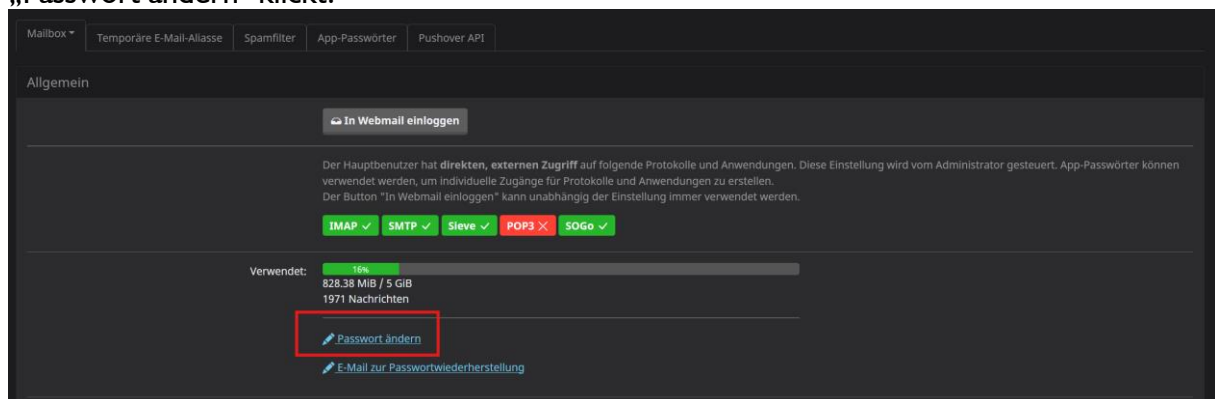 „Passwort ändern“ klickt.
Mailbox
Temporäre E-Mail-Aliasse
Spamfilter
App-Passwörter
Pushover API
Allgemein
In Webmail einloggen
Der Hauptbenutzer hat direkten, externen Zugriff auf folgende Protokolle und Anwendungen. Diese Einstellung wird vom Administrator gesteuert. App-Passwörter können
verwendet werden, um individuelle Zugänge für Protokolle und Anwendungen zu erstellen.
Der Button "In Webmail einloggen" kann unabhängig der Einstellung immer verwendet werden.
IMAP ✓ SMTP ✓ Sieve ✓ POP3 ✕ SOGo ✓
Verwendet:
16%
828.38 MiB / 5 GiB
1971 Nachrichten
Passwort ändern
E-Mail zur Passwortwiederherstellung